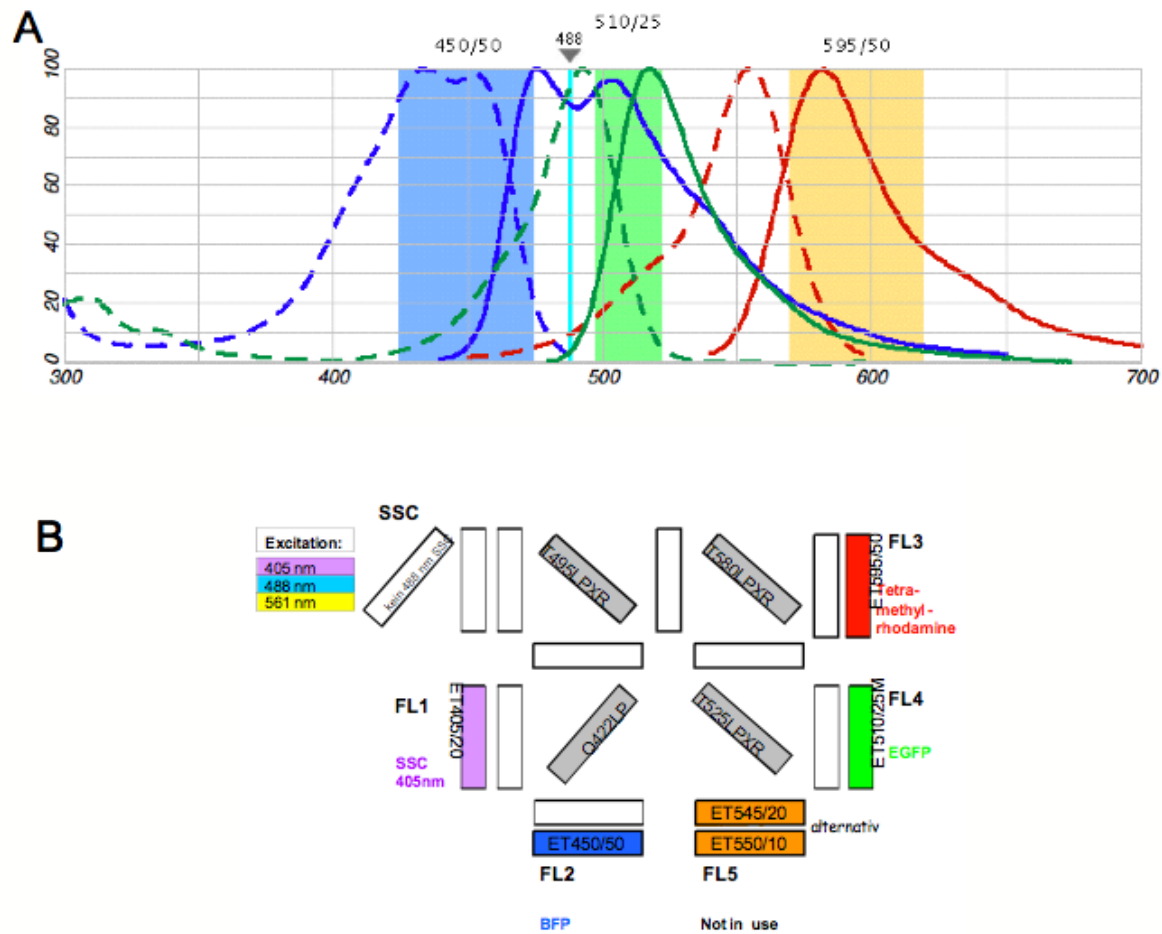 A
450/50
488
510/25
595/50
100
80
60
40
20
0
300
400
500
600
700
B
Excitation:
405 nm
488 nm
561 nm
SSC
kein 488 nm SSC
T495LPXR
T580LPXR
ET595/50
FL3
Tetra-
methyl-
rhodamine
FL1
ET405/20
SSC
405nm
Q422LP
T525LPXR
ET510/25M
FL4
EGFP
ET450/50
ET545/20
ET550/10
alternativ
FL2
FL5
BFP
Not in use